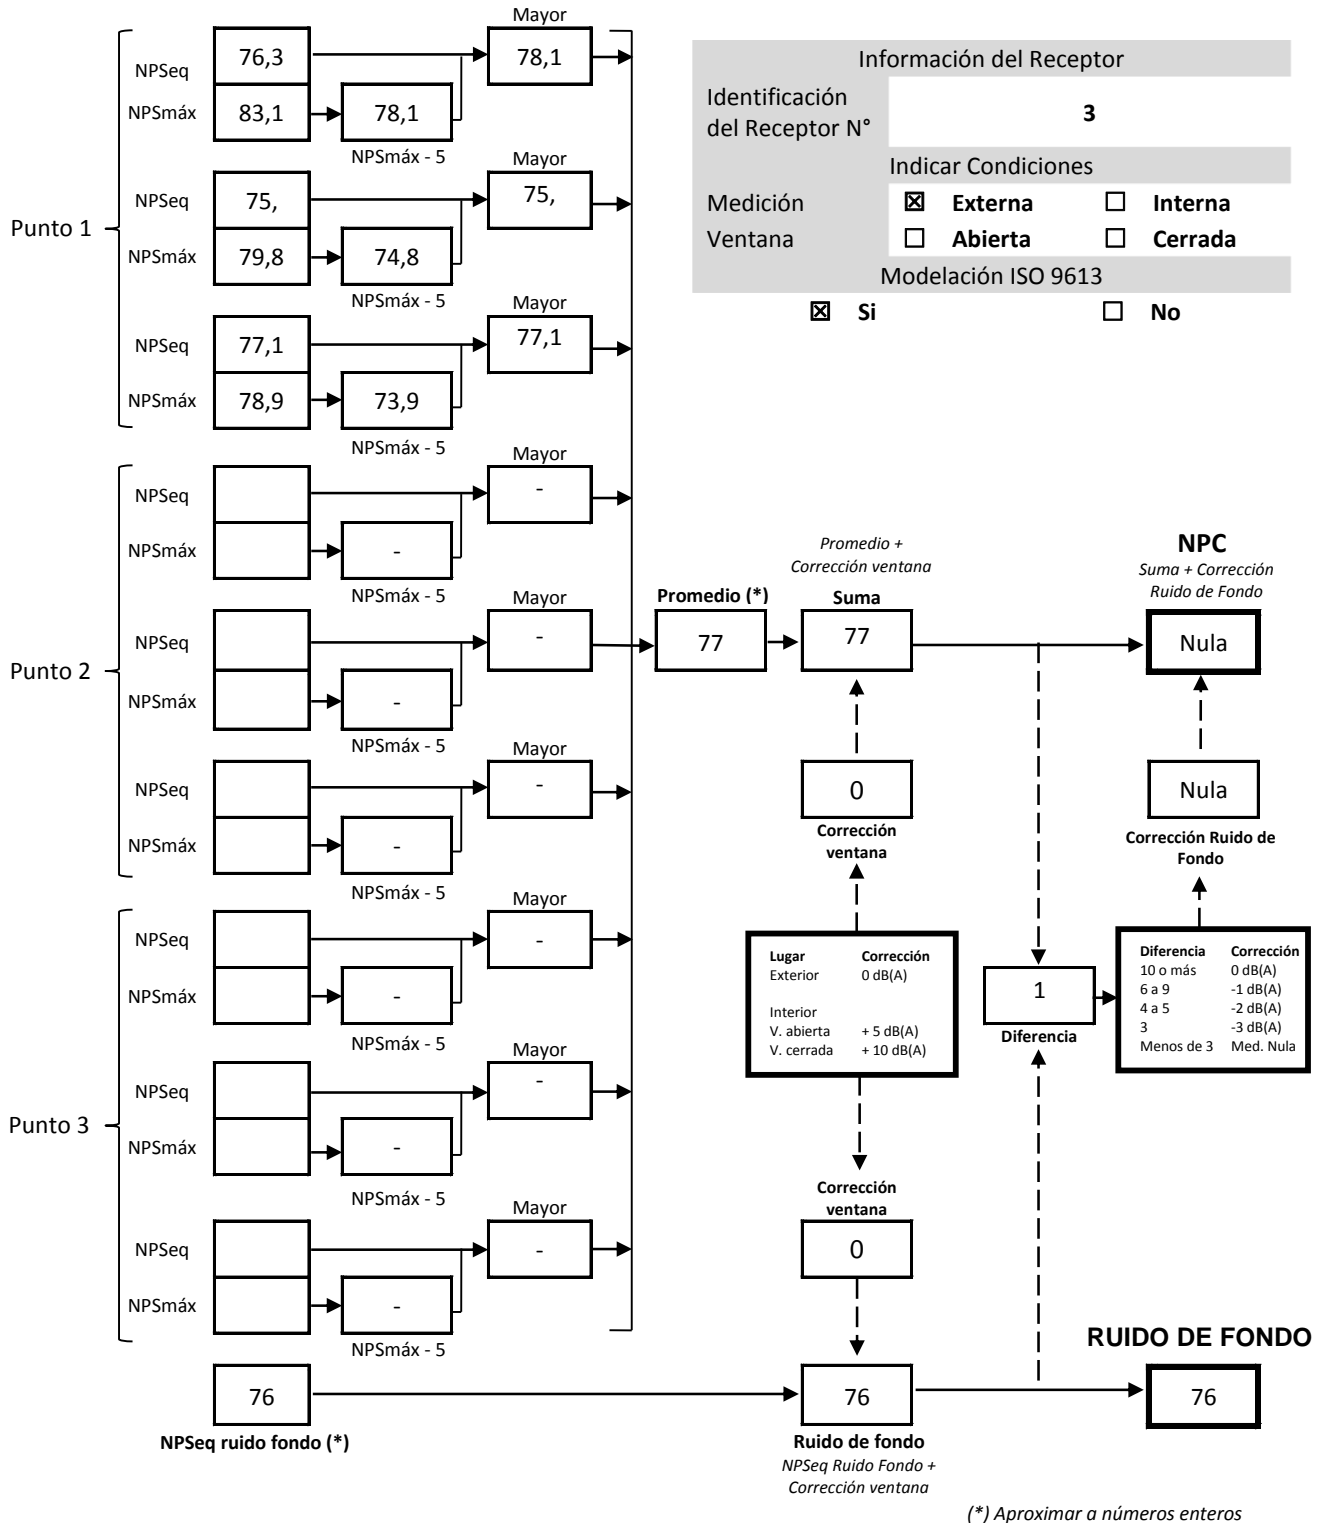 Mayor
NPSeq 76,3 78,1
NPSmáx 83,1 78,1
NPSmáx - 5
Mayor
NPSeq 75, 75,
Punto 1
NPSmáx 79,8 74,8
NPSmáx - 5
Mayor
NPSeq 77,1 77,1
NPSmáx 78,9 73,9
NPSmáx - 5
Información del Receptor
Identificación
del Receptor N°
3
Indicar Condiciones
Medición ☒ Externa ☐ Interna
Ventana ☐ Abierta ☐ Cerrada
Modelación ISO 9613
☒ Si ☐ No
Mayor
NPSeq -
NPSmáx -
NPSmáx - 5
Mayor
NPSeq -
Punto 2
NPSmáx -
NPSmáx - 5
Mayor
NPSeq -
NPSmáx -
NPSmáx - 5
Mayor
NPSeq -
NPSmáx -
NPSmáx - 5
Mayor
NPSeq -
Punto 3
NPSmáx -
NPSmáx - 5
Mayor
NPSeq -
NPSmáx -
NPSmáx - 5
76
NPSeq ruido fondo (*)
Promedio (*)
77
Promedio +
Corrección ventana
Suma
77
0
Corrección
ventana
Lugar Corrección
Exterior 0 dB(A)
Interior
V. abierta + 5 dB(A)
V. cerrada + 10 dB(A)
Corrección
ventana
0
76
Ruido de fondo
NPSeq Ruido Fondo +
Corrección ventana
1
Diferencia
NPC
Suma + Corrección
Ruido de Fondo
Nula
Nula
Corrección Ruido de
Fondo
Diferencia Corrección
10 o más 0 dB(A)
6 a 9 -1 dB(A)
4 a 5 -2 dB(A)
3 -3 dB(A)
Menos de 3 Med. Nula
RUIDO DE FONDO
76
(*) Aproximar a números enteros